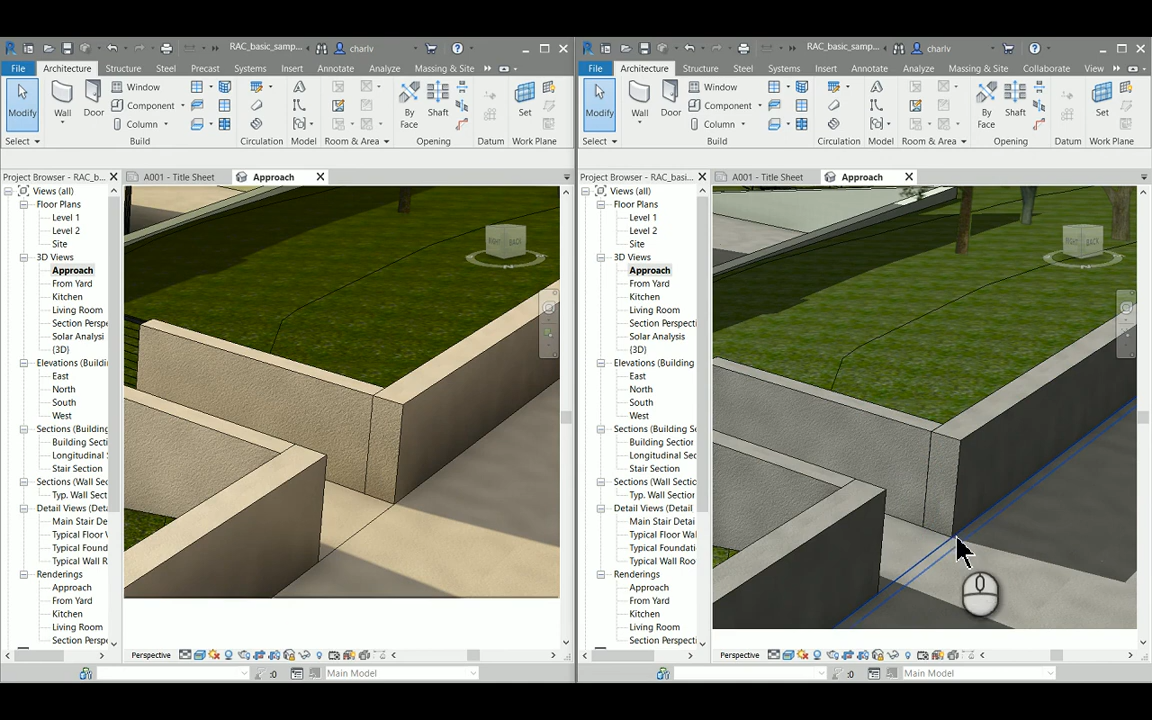 RAC_basic_samp... charlv
File Architecture Structure Steel Precast Systems Insert Annotate Analyze Massing & Site
Modify Wall Door Window
Component
Column
By Face Shaft Set
Select Build Circulation Model Room & Area Opening Datum Work Plane
Project Browser - RAC_b... A001 - Title Sheet Approach
Views (all)
Floor Plans
Level 1
Level 2
Site
3D Views
Approach
From Yard
Kitchen
Living Room
Section Perspe
Solar Analysi
{3D}
Elevations (Buildin
East
North
South
West
Sections (Building
Building Secti
Longitudinal
Stair Section
Sections (Wall Sec
Typ. Wall Sect
Detail Views (Deta
Main Stair De
Typical Floor V
Typical Found
Typical Wall R
Renderings
Approach
From Yard
Kitchen
Living Room
Section Persp
Perspective
:0 Main Model
RIGHT BACK
RAC_basic_samp... charlv
File Architecture Structure Steel Systems Insert Annotate Analyze Massing & Site Collaborate View
Modify Wall Door Window
Component
Column
By Face Shaft Set
Select Build Circulation Model Room & Area Opening Datum Work Plane
Project Browser - RAC_basi... A001 - Title Sheet Approach
Views (all)
Floor Plans
Level 1
Level 2
Site
3D Views
Approach
From Yard
Kitchen
Living Room
Section Perspecti
Solar Analysis
{3D}
Elevations (Building
East
North
South
West
Sections (Building Se
Building Section
Longitudinal Sec
Stair Section
Sections (Wall Sectio
Typ. Wall Section
Detail Views (Detail)
Main Stair Detai
Typical Floor Wal
Typical Foundati
Typical Wall Roo
Renderings
Approach
From Yard
Kitchen
Living Room
Section Perspecti
Perspective
:0 Main Model
RIGHT BACK